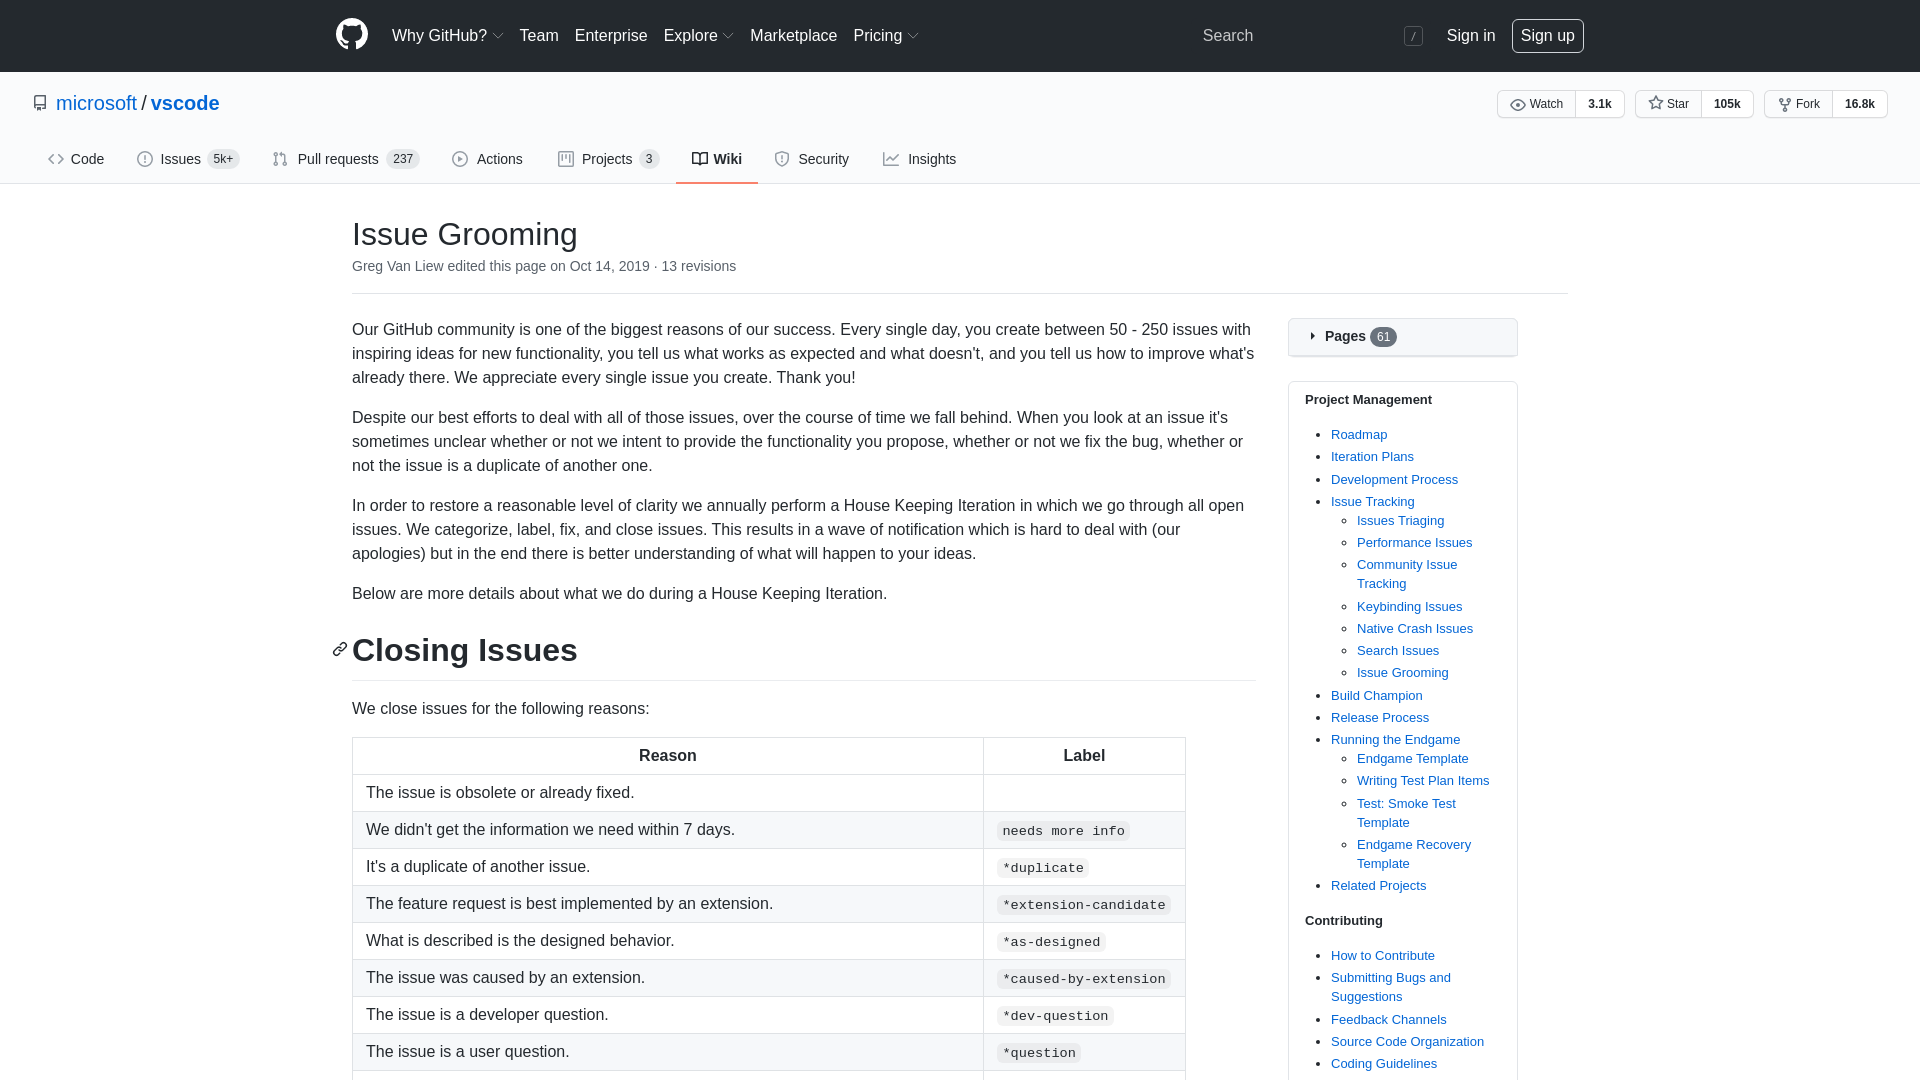 Why GitHub? Team Enterprise Explore Marketplace Pricing Search / Sign in Sign up
microsoft / vscode
Watch 3.1k Star 105k Fork 16.8k
Code Issues 5k+ Pull requests 237 Actions Projects 3 Wiki Security Insights
Issue Grooming
Greg Van Liew edited this page on Oct 14, 2019 · 13 revisions
Our GitHub community is one of the biggest reasons of our success. Every single day, you create between 50 - 250 issues with
inspiring ideas for new functionality, you tell us what works as expected and what doesn't, and you tell us how to improve what's
already there. We appreciate every single issue you create. Thank you!
Despite our best efforts to deal with all of those issues, over the course of time we fall behind. When you look at an issue it's
sometimes unclear whether or not we intent to provide the functionality you propose, whether or not we fix the bug, whether or
not the issue is a duplicate of another one.
In order to restore a reasonable level of clarity we annually perform a House Keeping Iteration in which we go through all open
issues. We categorize, label, fix, and close issues. This results in a wave of notification which is hard to deal with (our
apologies) but in the end there is better understanding of what will happen to your ideas.
Below are more details about what we do during a House Keeping Iteration.
Closing Issues
We close issues for the following reasons:
Reason Label
The issue is obsolete or already fixed.
We didn't get the information we need within 7 days. needs more info
It's a duplicate of another issue. *duplicate
The feature request is best implemented by an extension. *extension-candidate
What is described is the designed behavior. *as-designed
The issue was caused by an extension. *caused-by-extension
The issue is a developer question. *dev-question
The issue is a user question. *question
Pages 61
Project Management
Roadmap
Iteration Plans
Development Process
Issue Tracking
Issues Triaging
Performance Issues
Community Issue
Tracking
Keybinding Issues
Native Crash Issues
Search Issues
Issue Grooming
Build Champion
Release Process
Running the Endgame
Endgame Template
Writing Test Plan Items
Test: Smoke Test
Template
Endgame Recovery
Template
Related Projects
Contributing
How to Contribute
Submitting Bugs and
Suggestions
Feedback Channels
Source Code Organization
Coding Guidelines